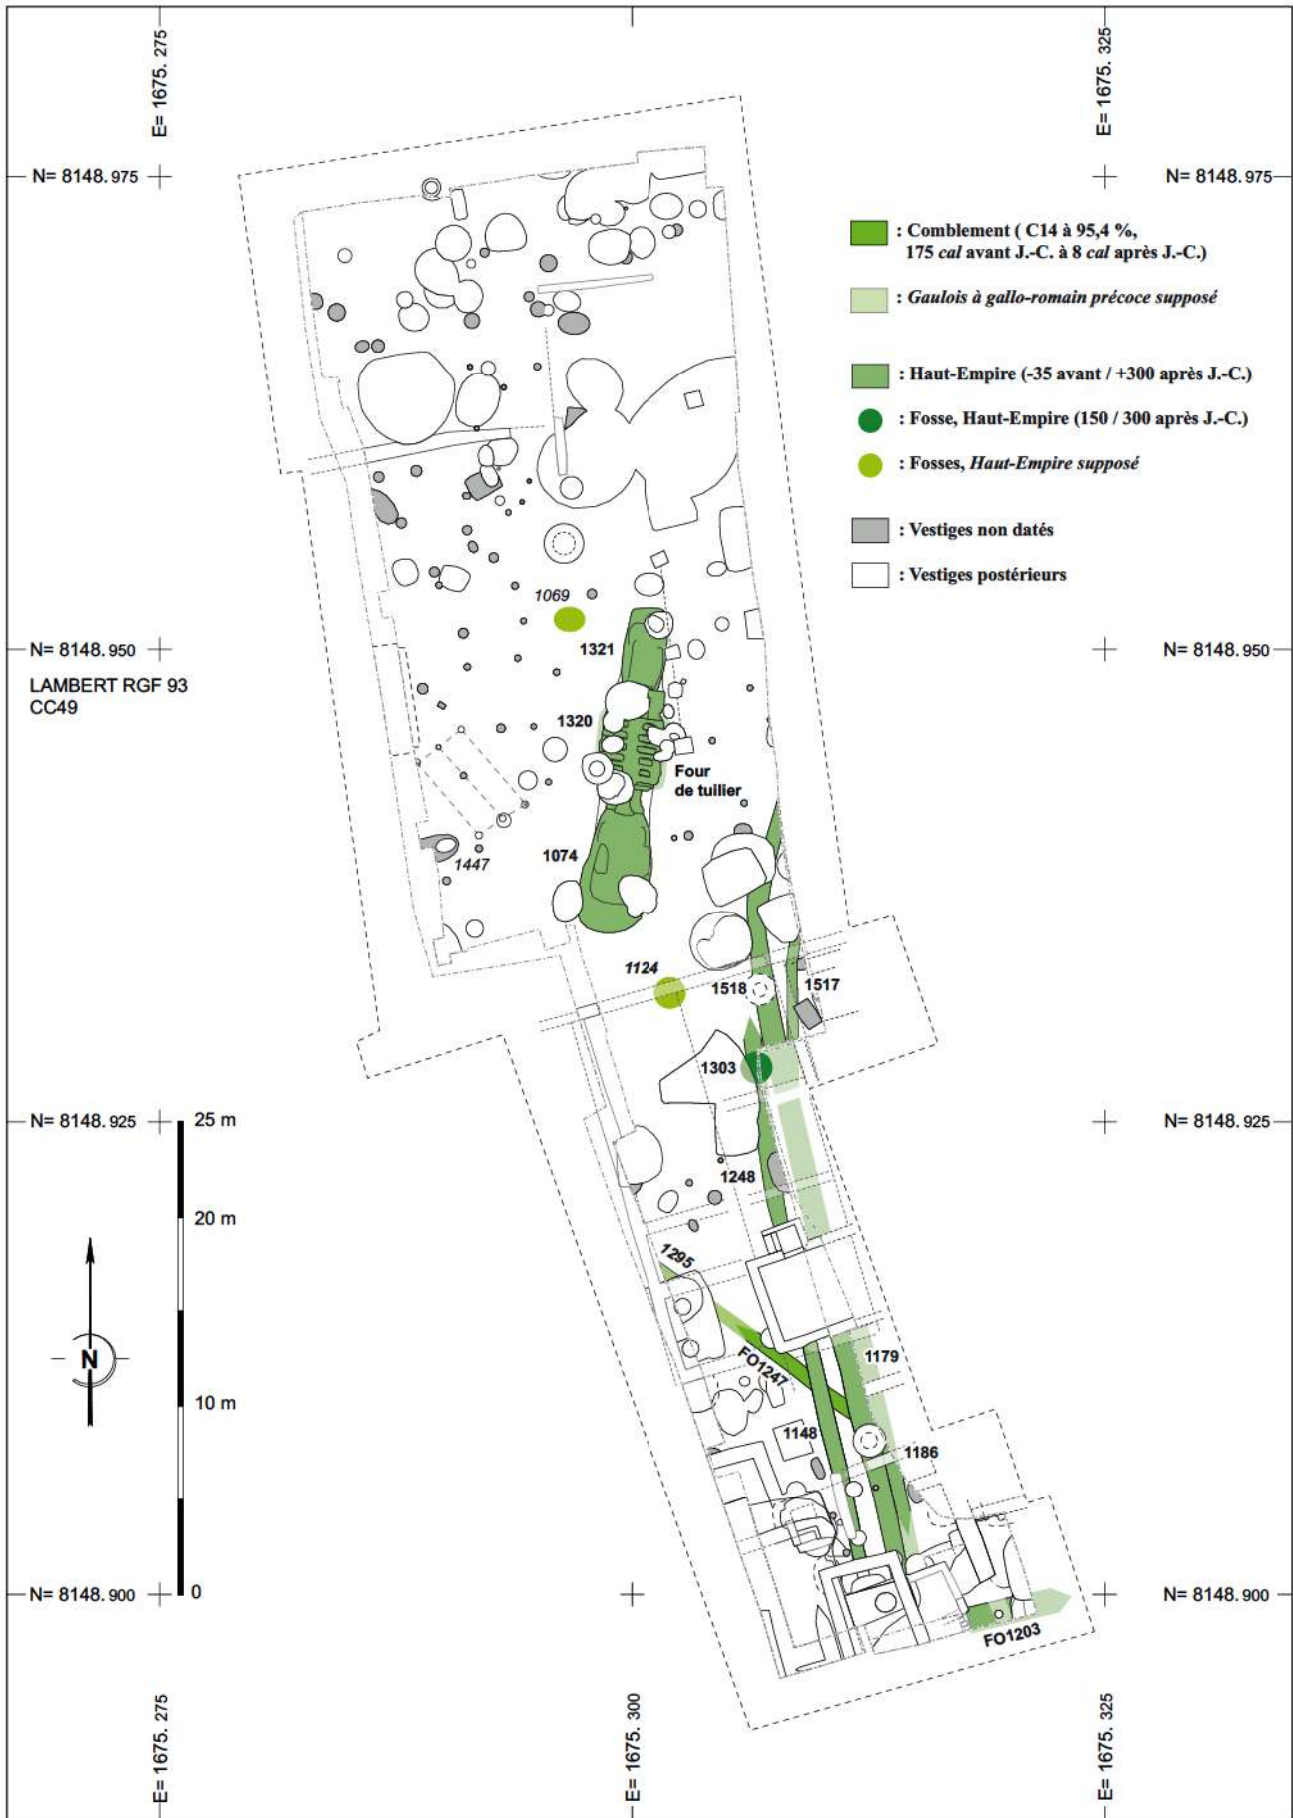 E= 1675. 275
E= 1675. 325
N= 8148. 975
N= 8148. 975
: Comblement ( C14 à 95,4 %,
175 cal avant J.-C. à 8 cal après J.-C.)
: Gaulois à gallo-romain précoce supposé
: Haut-Empire (-35 avant / +300 après J.-C.)
: Fosse, Haut-Empire (150 / 300 après J.-C.)
: Fosses, Haut-Empire supposé
: Vestiges non datés
: Vestiges postérieurs
1069
1321
N= 8148. 950
N= 8148. 950
LAMBERT RGF 93
CC49
1320
Four
de tuilier
1074
1447
1124
1518
1517
1303
N= 8148. 925
25 m
N= 8148. 925
1248
20 m
1295
N
FO1247
1179
10 m
1148
1186
N= 8148. 900
0
N= 8148. 900
FO1203
E= 1675. 275
E= 1675. 300
E= 1675. 325